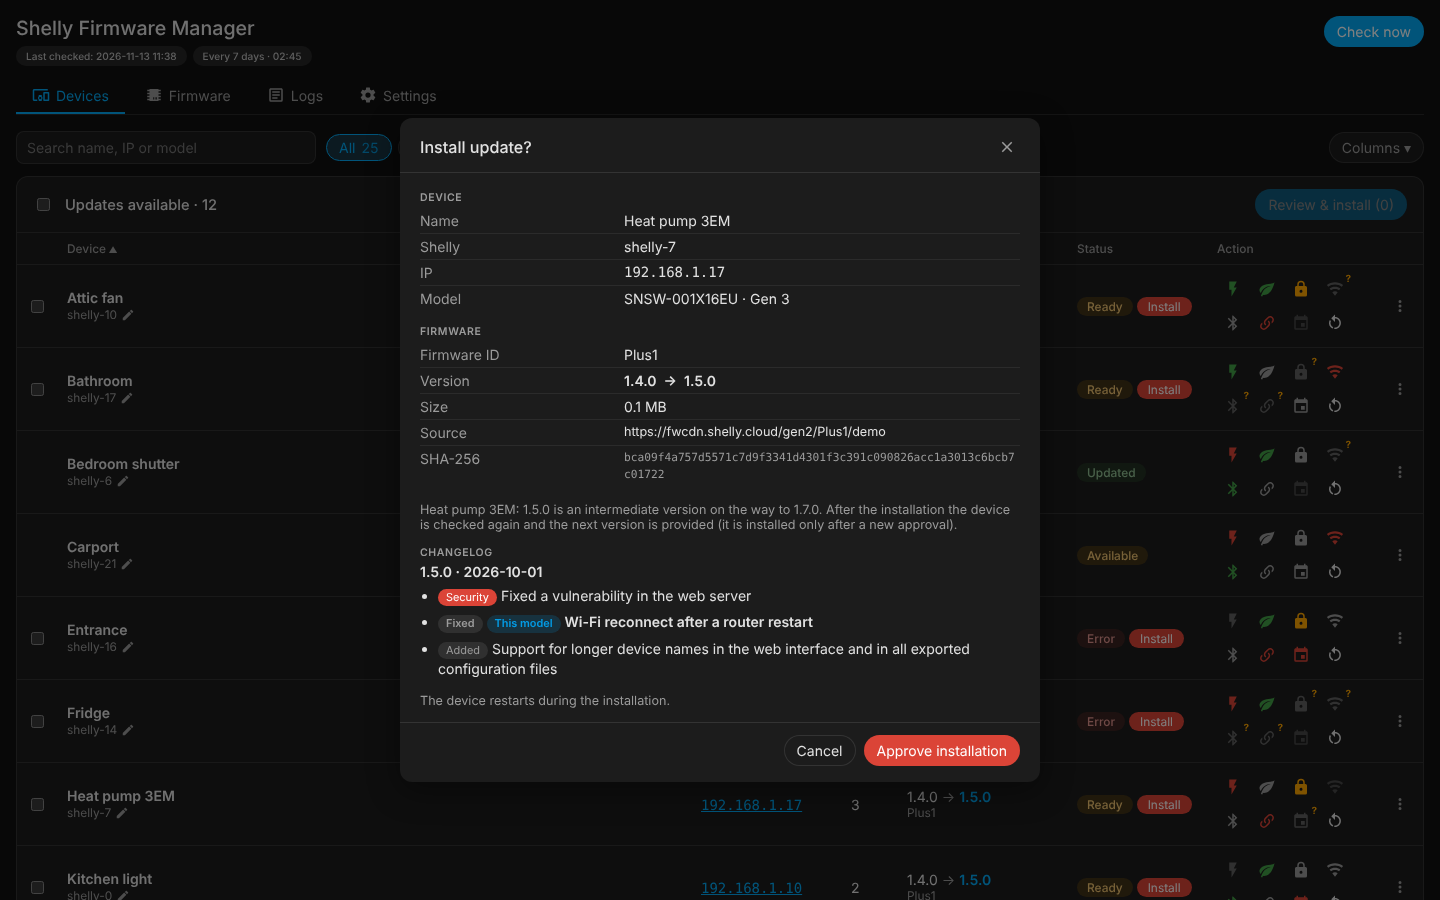 Shelly Firmware Manager
Check now
Last checked: 2026-11-13 11:38
Every 7 days · 02:45
Devices
Firmware
Logs
Settings
Search name, IP or model
All 25
Columns ▾
Updates available · 12
Review & install (0)
Device ▲
Status
Action
Attic fan
shelly-10
Ready
Install
?
Bathroom
shelly-17
Ready
Install
?
?
?
Bedroom shutter
shelly-6
Updated
?
Carport
shelly-21
Available
Entrance
shelly-16
Error
Install
Fridge
shelly-14
Error
Install
?
?
?
?
Heat pump 3EM
shelly-7
192.168.1.17
3
1.4.0 → 1.5.0
Plus1
Ready
Install
?
Kitchen light
shelly-0
192.168.1.10
2
1.4.0 → 1.5.0
Plus1
Ready
Install
Install update?
DEVICE
Name Heat pump 3EM
Shelly shelly-7
IP 192.168.1.17
Model SNSW-001X16EU · Gen 3
FIRMWARE
Firmware ID Plus1
Version 1.4.0 → 1.5.0
Size 0.1 MB
Source https://fwcdn.shelly.cloud/gen2/Plus1/demo
SHA-256 bca09f4a757d5571c7d9f3341d4301f3c391c090826acc1a3013c6bcb7
c01722
Heat pump 3EM: 1.5.0 is an intermediate version on the way to 1.7.0. After the installation the device
is checked again and the next version is provided (it is installed only after a new approval).
CHANGELOG
1.5.0 · 2026-10-01
• Security Fixed a vulnerability in the web server
• Fixed This model Wi-Fi reconnect after a router restart
• Added Support for longer device names in the web interface and in all exported
configuration files
The device restarts during the installation.
Cancel
Approve installation